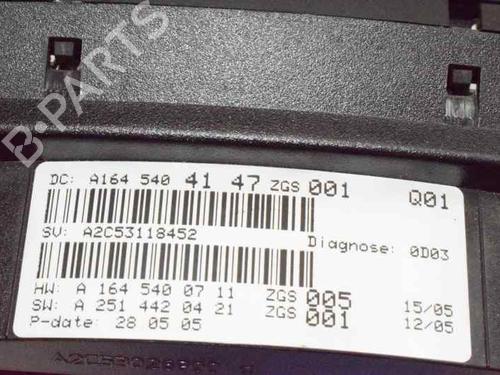 B-PARTS
DC: A164 540 41 47 ZGS 001 Q01
SV: A2C53118452
Diagnose: 0D03
HW: A 164 540 07 11 ZGS 005 15/05
SW: A 251 442 04 21 ZGS 001 12/05
P-date: 28 05 05